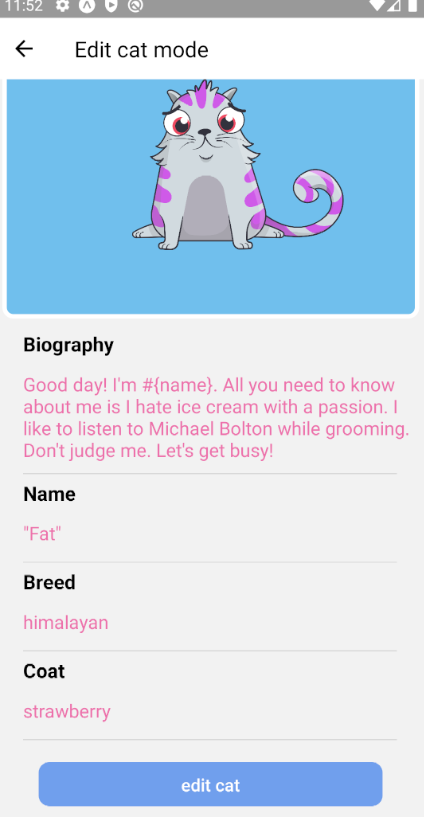 11:52
Edit cat mode
Biography
Good day! I'm #{name}. All you need to know
about me is I hate ice cream with a passion. I
like to listen to Michael Bolton while grooming.
Don't judge me. Let's get busy!
Name
"Fat"
Breed
himalayan
Coat
strawberry
edit cat